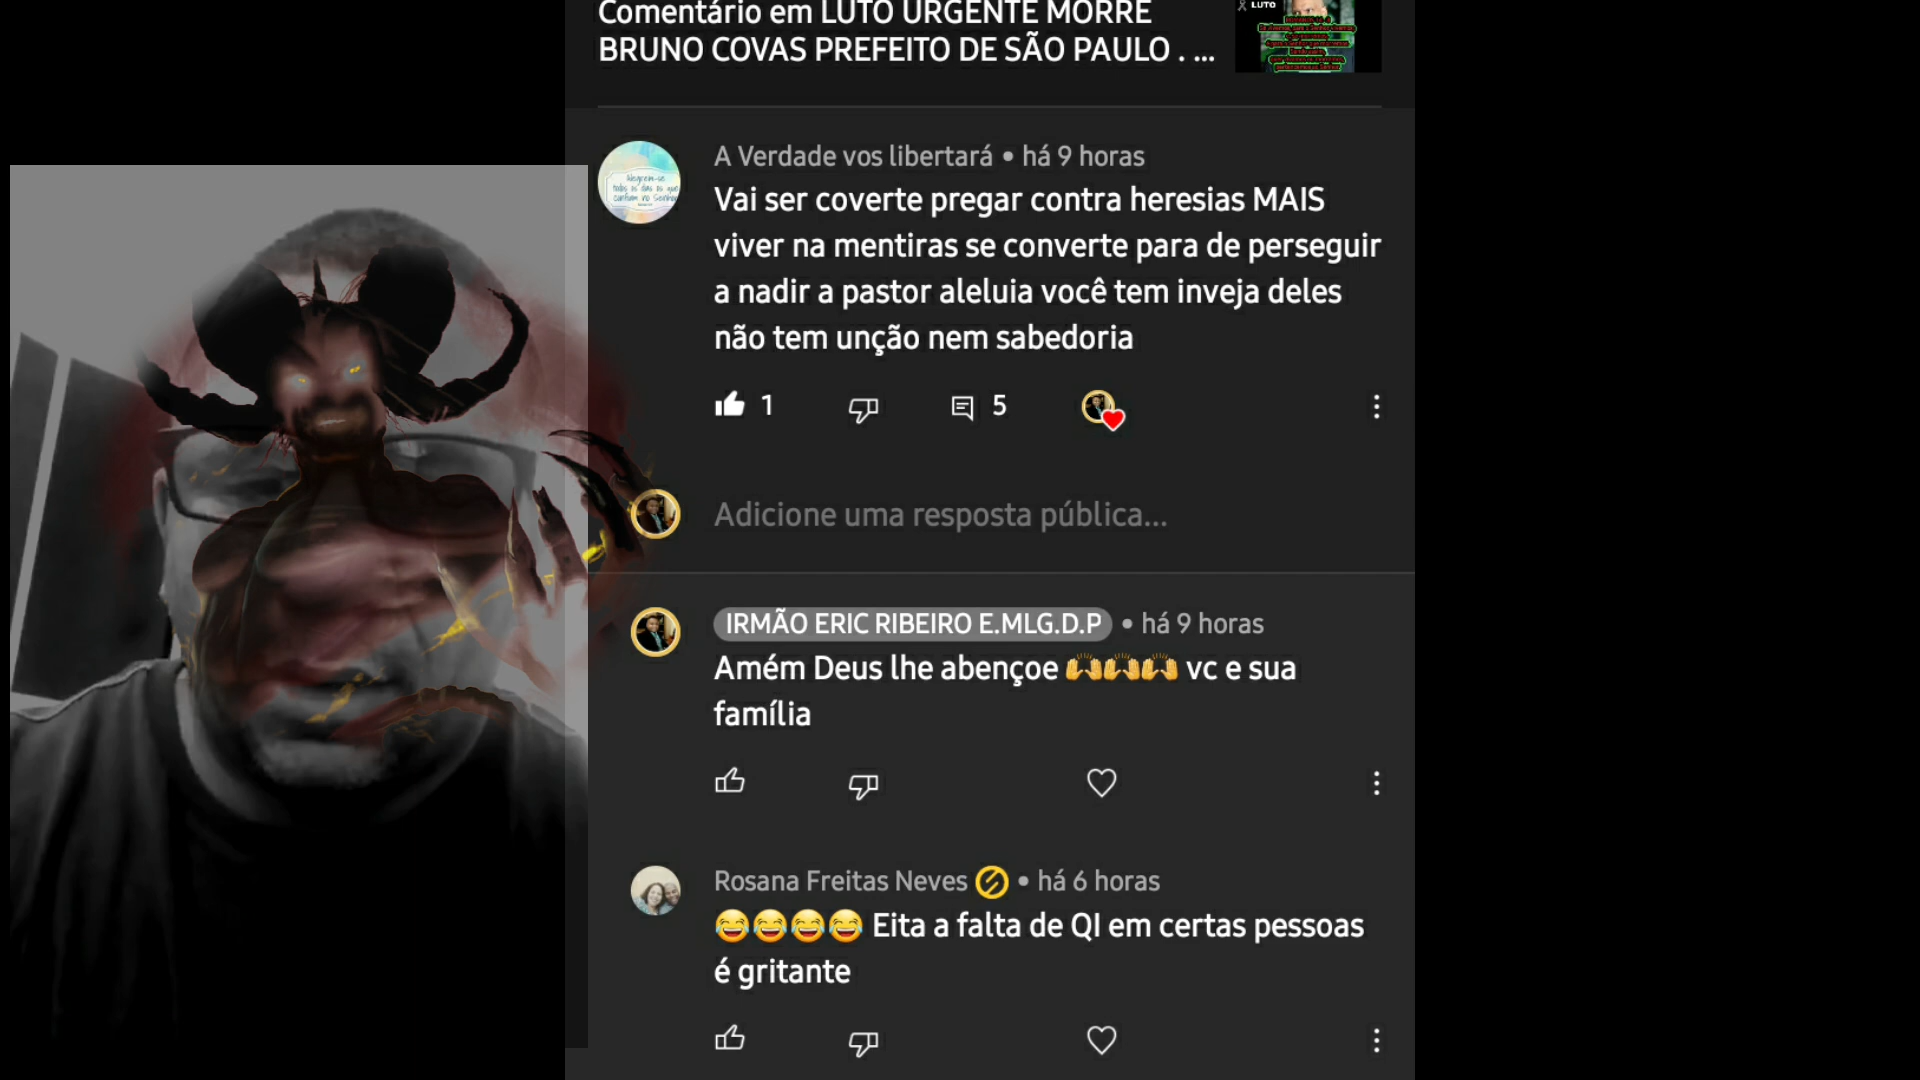 Comentário em LUTO URGENTE MORRE
BRUNO COVAS PREFEITO DE SÃO PAULO . ...
LUTO
A Verdade vos libertará • há 9 horas
Vai ser coverte pregar contra heresias MAIS
viver na mentiras se converte para de perseguir
a nadir a pastor aleluia você tem inveja deles
não tem unção nem sabedoria
1
5
Adicione uma resposta pública...
IRMÃO ERIC RIBEIRO E.MLG.D.P • há 9 horas
Amém Deus lhe abençoe 🙌🙌🙌 vc e sua
família
Rosana Freitas Neves • há 6 horas
😂😂😂😂 Eita a falta de QI em certas pessoas
é gritante